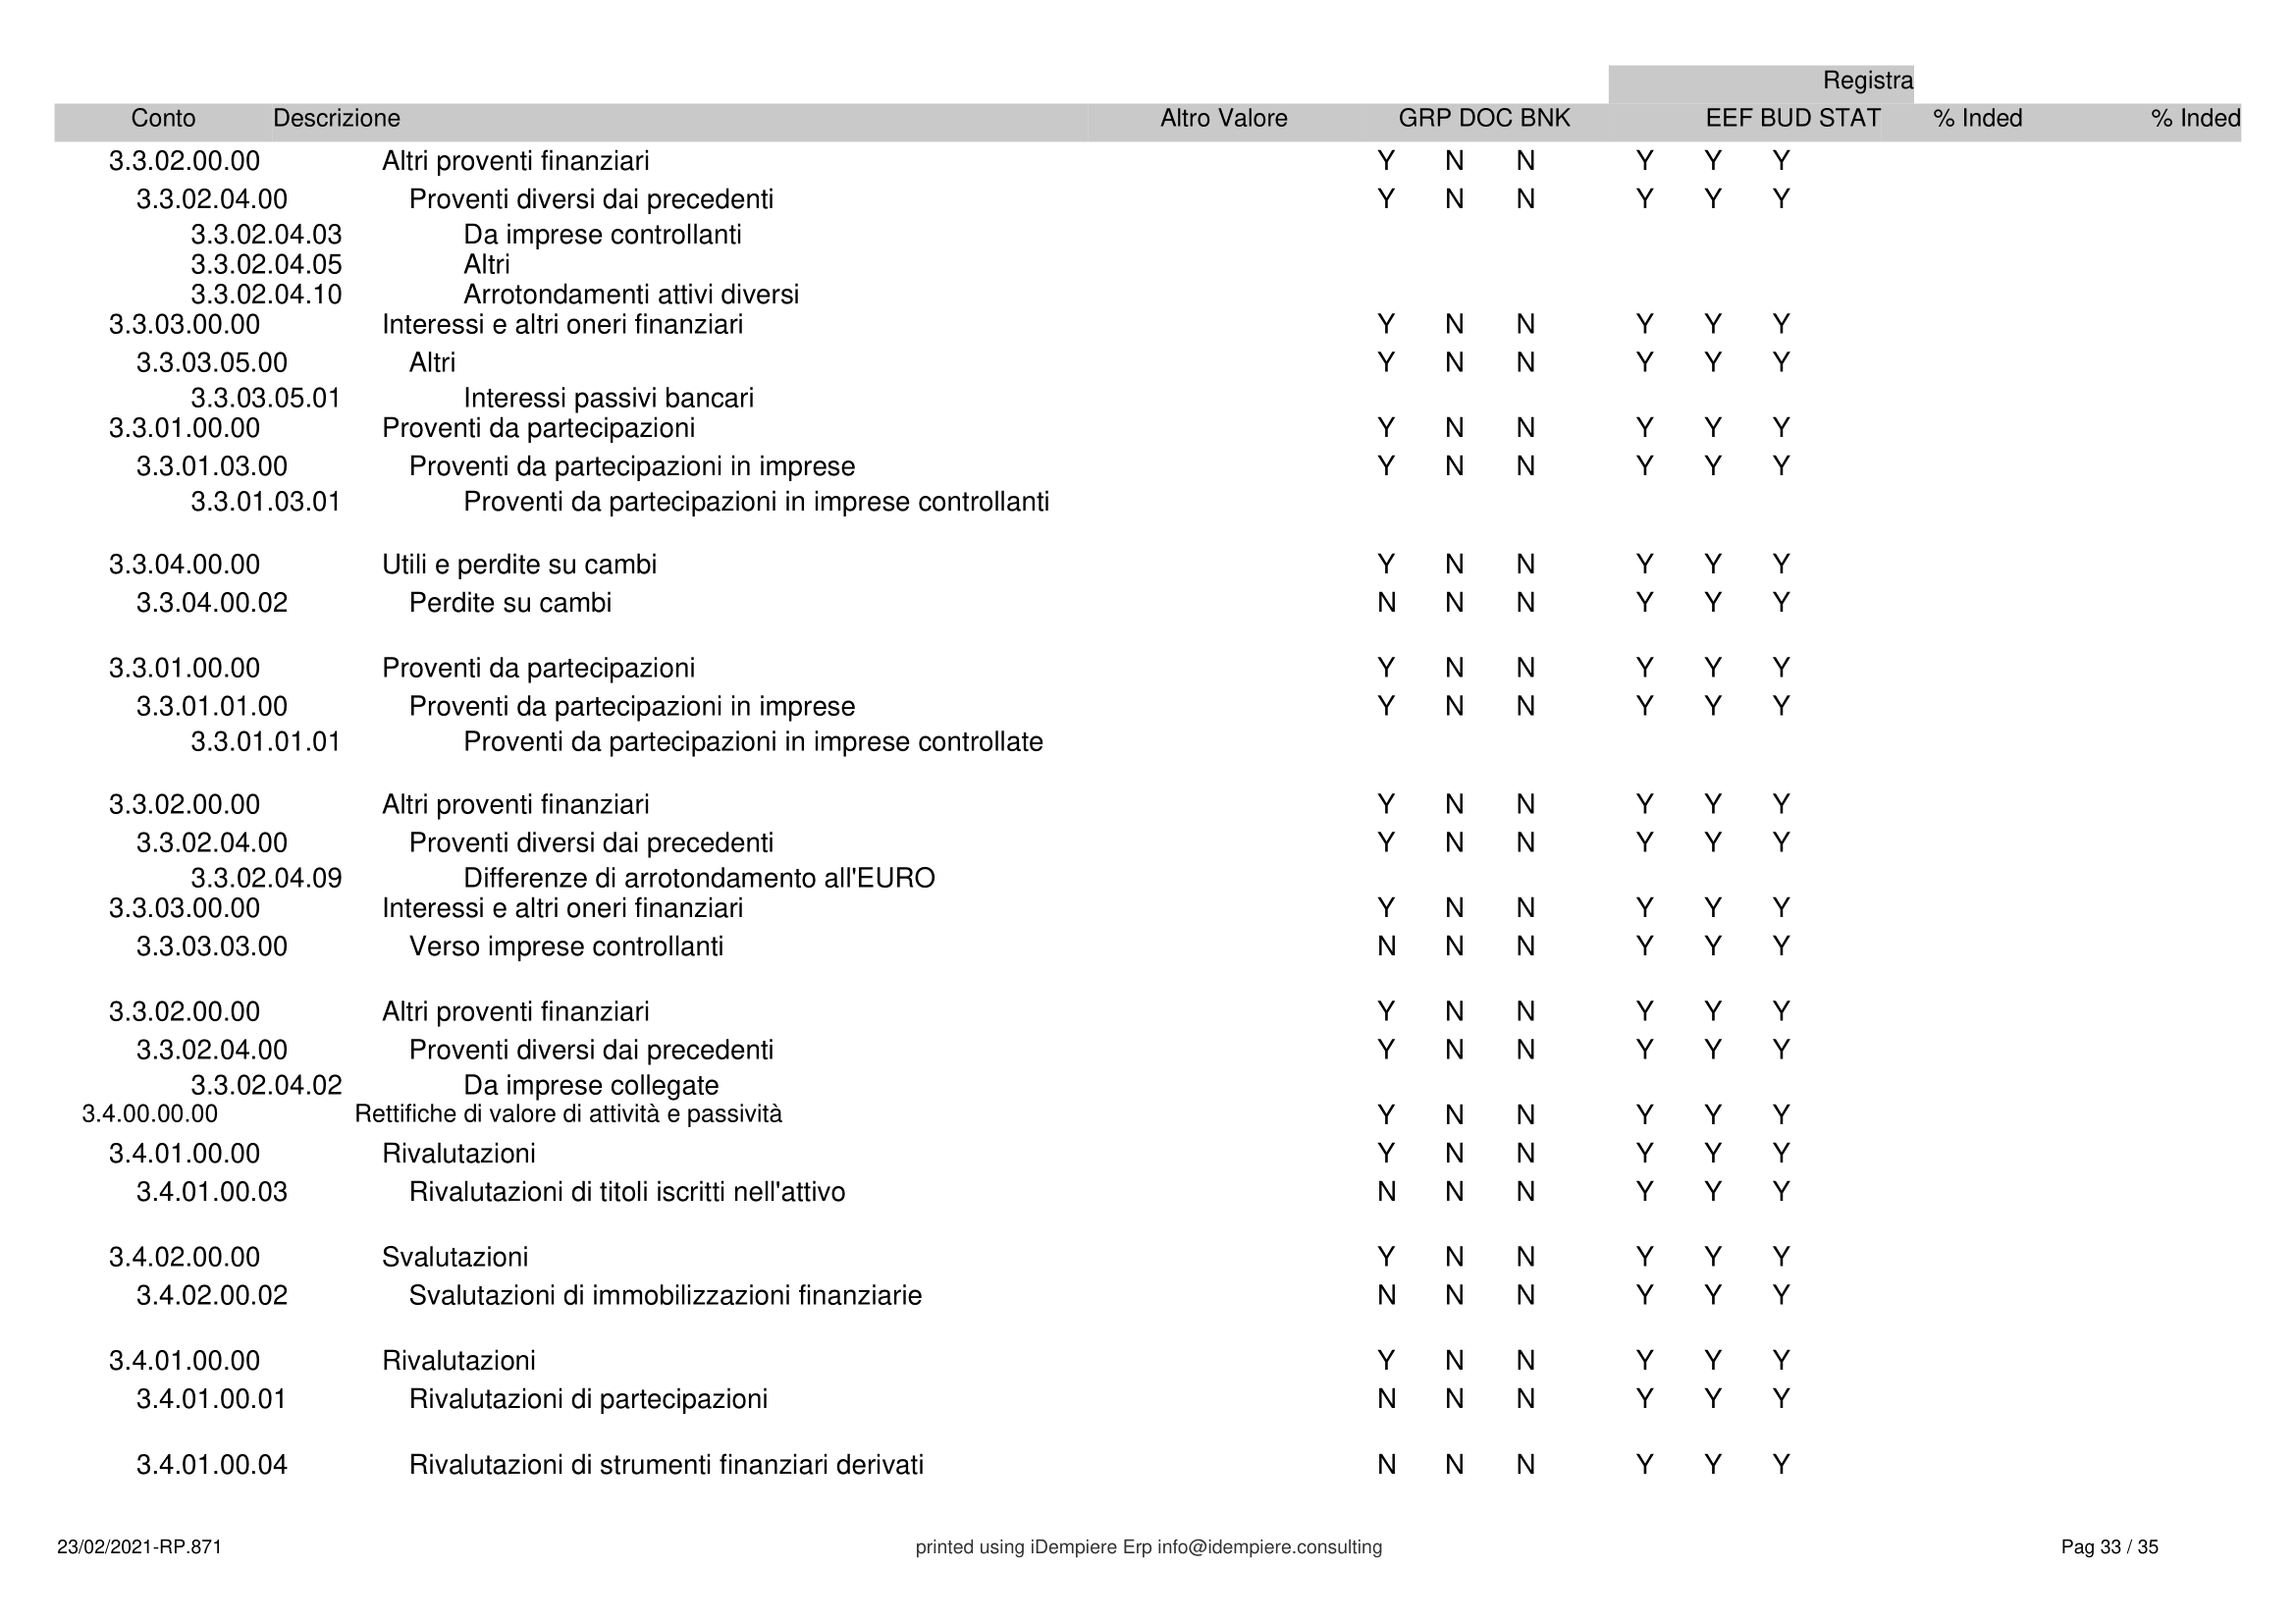 Registra
Conto Descrizione Altro Valore GRP DOC BNK EEF BUD STAT % Inded % Inded
3.3.02.00.00 Altri proventi finanziari Y N N Y Y Y
3.3.02.04.00 Proventi diversi dai precedenti Y N N Y Y Y
3.3.02.04.03 Da imprese controllanti
3.3.02.04.05 Altri
3.3.02.04.10 Arrotondamenti attivi diversi
3.3.03.00.00 Interessi e altri oneri finanziari Y N N Y Y Y
3.3.03.05.00 Altri Y N N Y Y Y
3.3.03.05.01 Interessi passivi bancari
3.3.01.00.00 Proventi da partecipazioni Y N N Y Y Y
3.3.01.03.00 Proventi da partecipazioni in imprese Y N N Y Y Y
3.3.01.03.01 Proventi da partecipazioni in imprese controllanti
3.3.04.00.00 Utili e perdite su cambi Y N N Y Y Y
3.3.04.00.02 Perdite su cambi N N N Y Y Y
3.3.01.00.00 Proventi da partecipazioni Y N N Y Y Y
3.3.01.01.00 Proventi da partecipazioni in imprese Y N N Y Y Y
3.3.01.01.01 Proventi da partecipazioni in imprese controllate
3.3.02.00.00 Altri proventi finanziari Y N N Y Y Y
3.3.02.04.00 Proventi diversi dai precedenti Y N N Y Y Y
3.3.02.04.09 Differenze di arrotondamento all'EURO
3.3.03.00.00 Interessi e altri oneri finanziari Y N N Y Y Y
3.3.03.03.00 Verso imprese controllanti N N N Y Y Y
3.3.02.00.00 Altri proventi finanziari Y N N Y Y Y
3.3.02.04.00 Proventi diversi dai precedenti Y N N Y Y Y
3.3.02.04.02 Da imprese collegate
3.4.00.00.00 Rettifiche di valore di attività e passività Y N N Y Y Y
3.4.01.00.00 Rivalutazioni Y N N Y Y Y
3.4.01.00.03 Rivalutazioni di titoli iscritti nell'attivo N N N Y Y Y
3.4.02.00.00 Svalutazioni Y N N Y Y Y
3.4.02.00.02 Svalutazioni di immobilizzazioni finanziarie N N N Y Y Y
3.4.01.00.00 Rivalutazioni Y N N Y Y Y
3.4.01.00.01 Rivalutazioni di partecipazioni N N N Y Y Y
3.4.01.00.04 Rivalutazioni di strumenti finanziari derivati N N N Y Y Y
23/02/2021-RP.871 printed using iDempiere Erp info@idempiere.consulting Pag 33 / 35